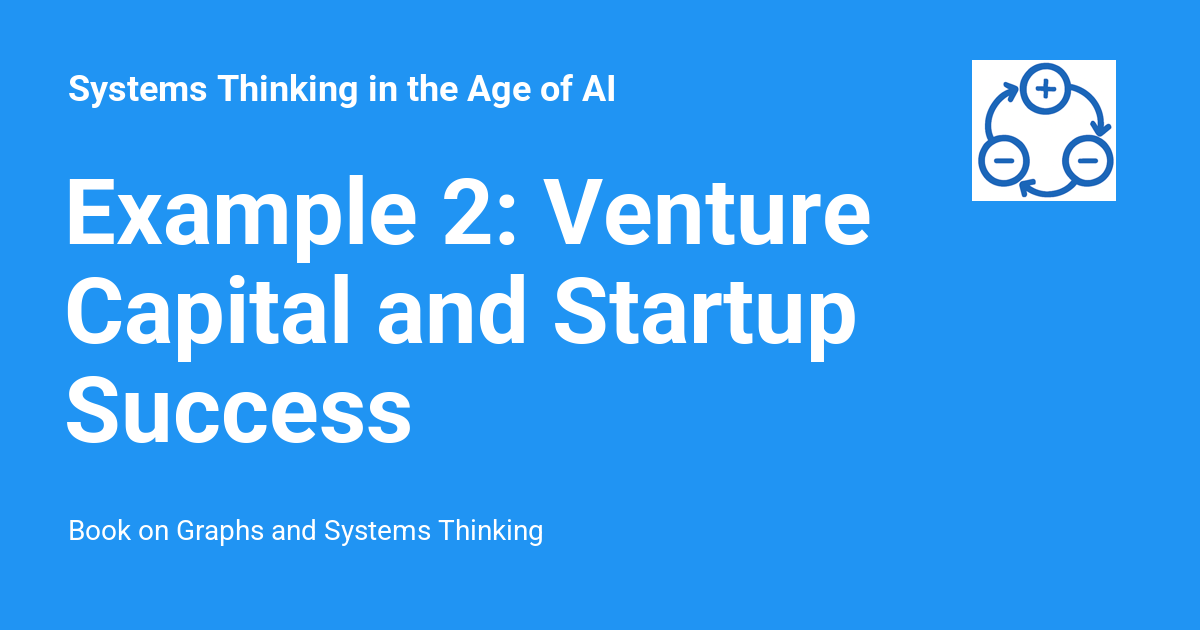 Systems Thinking in the Age of AI
Example 2: Venture
Capital and Startup
Success
Book on Graphs and Systems Thinking